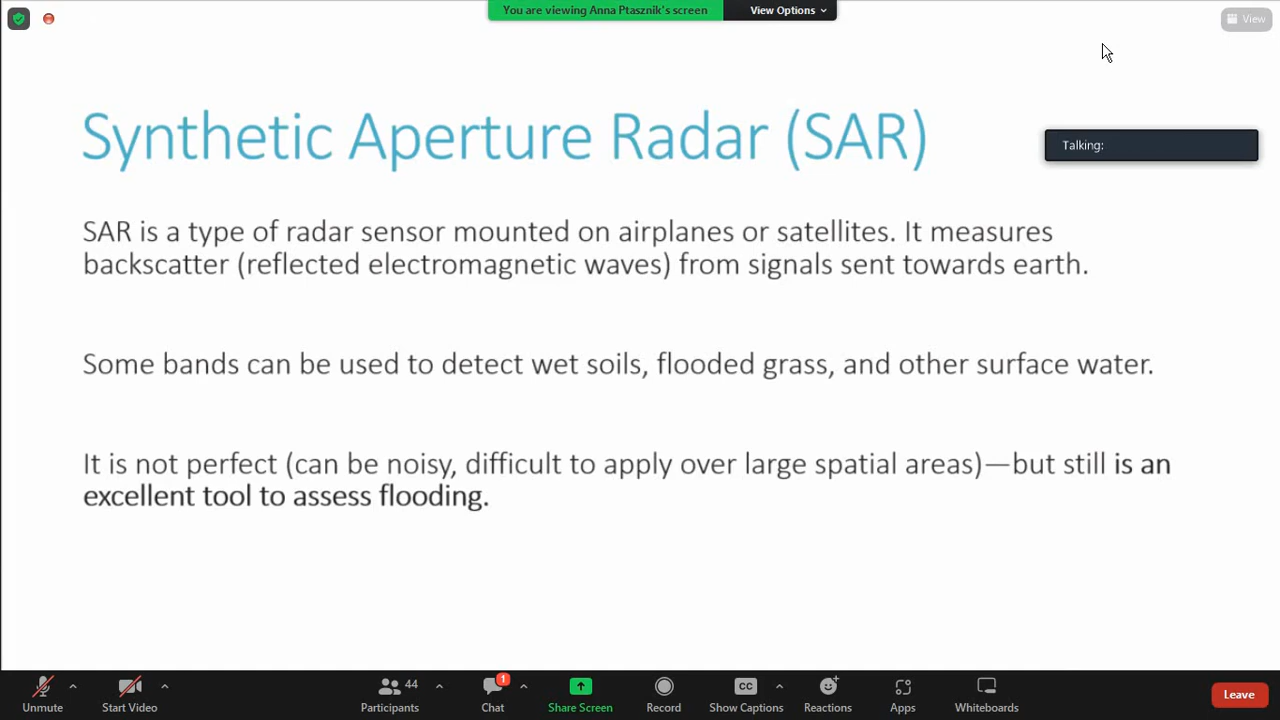 You are viewing Anna Ptasznik's screen
View Options
View
Synthetic Aperture Radar (SAR)
Talking:
SAR is a type of radar sensor mounted on airplanes or satellites. It measures
backscatter (reflected electromagnetic waves) from signals sent towards earth.
Some bands can be used to detect wet soils, flooded grass, and other surface water.
It is not perfect (can be noisy, difficult to apply over large spatial areas)—but still is an
excellent tool to assess flooding.
44
1
CC
Unmute
Start Video
Participants
Chat
Share Screen
Record
Show Captions
Reactions
Apps
Whiteboards
Leave